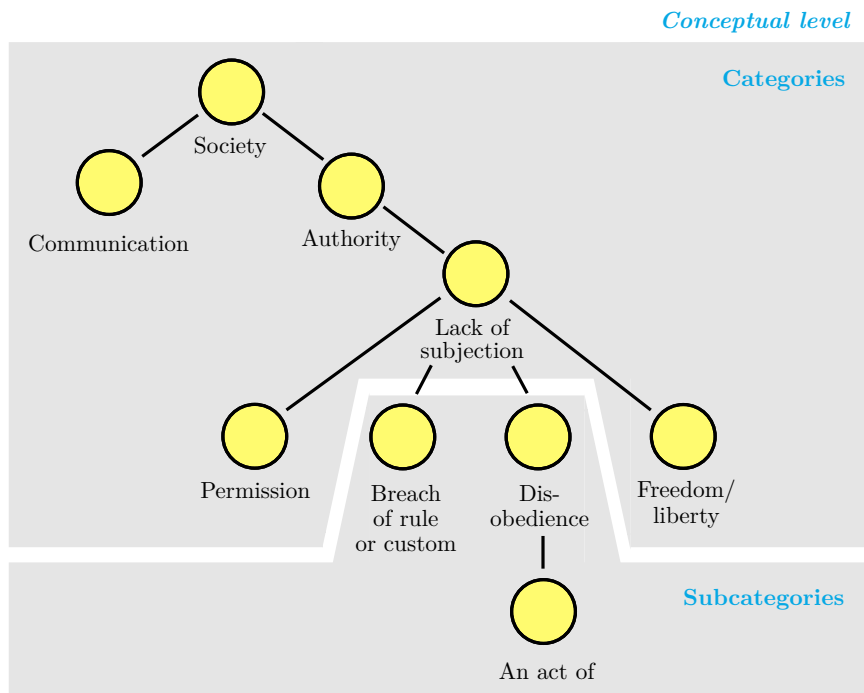 Conceptual level
Categories
Society
Communication
Authority
Lack of
subjection
Permission
Breach
of rule
or custom
Dis-
obedience
Freedom/
liberty
Subcategories
An act of